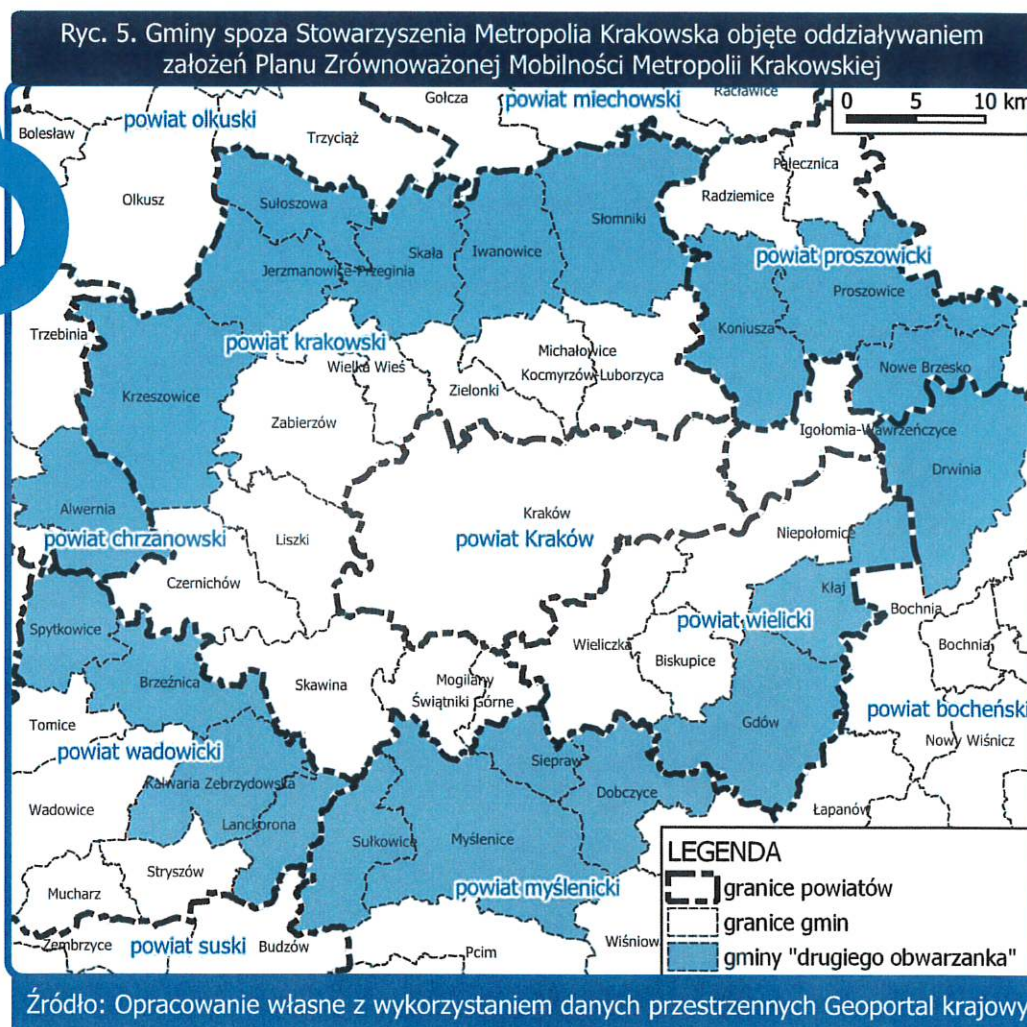 Ryc. 5. Gminy spoza Stowarzyszenia Metropolia Krakowska objęte oddziaływaniem
założeń Planu Zrównoważonej Mobilności Metropolii Krakowskiej
Gołcza
powiat miechowski
Racławice
0 5 10 km
Bolesław
powiat olkuski
Trzyciąż
Pałecznica
Olkusz
Sułoszowa
Słomniki
Radziemice
Skała
Iwanowice
Jerzmanowice-Przeginia
powiat proszowicki
Proszowice
Trzebinia
powiat krakowski
Koniusza
Michałowice
Wielka Wieś
Kocmyrzów-Luborzyca
Nowe Brzesko
Krzeszowice
Zielonki
Zabierzów
Igołomia-Wawrzeńczyce
Drwinia
Alwernia
Kraków
powiat chrzanowski
Liszki
powiat Kraków
Niepołomice
Czernichów
Kłaj
Bochnia
Spytkowice
powiat wielicki
Wieliczka
Bochnia
Biskupice
Brzeźnica
Skawina
Mogilany
Świątniki Górne
Tomice
Gdów
powiat bocheński
powiat wadowicki
Nowy Wiśnicz
Siepraw
Kalwaria Zebrzydowska
Dobczyce
Wadowice
Lanckorona
Łapanów
Sułkowice
Myślenice
Stryszów
powiat myślenicki
Mucharz
Zembrzyce
powiat suski
Budzów
Pcim
Wiśniow
LEGENDA
granice powiatów
granice gmin
gminy "drugiego obwarzanka"
Źródło: Opracowanie własne z wykorzystaniem danych przestrzennych Geoportal krajowy